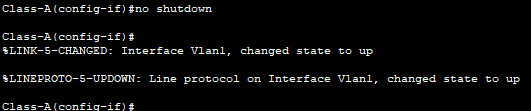 Class-A(config-if)#no shutdown
Class-A(config-if)#
%LINK-5-CHANGED: Interface Vlan1, changed state to up
%LINEPROTO-5-UPDOWN: Line protocol on Interface Vlan1, changed state to up
Class-A(config-if)#